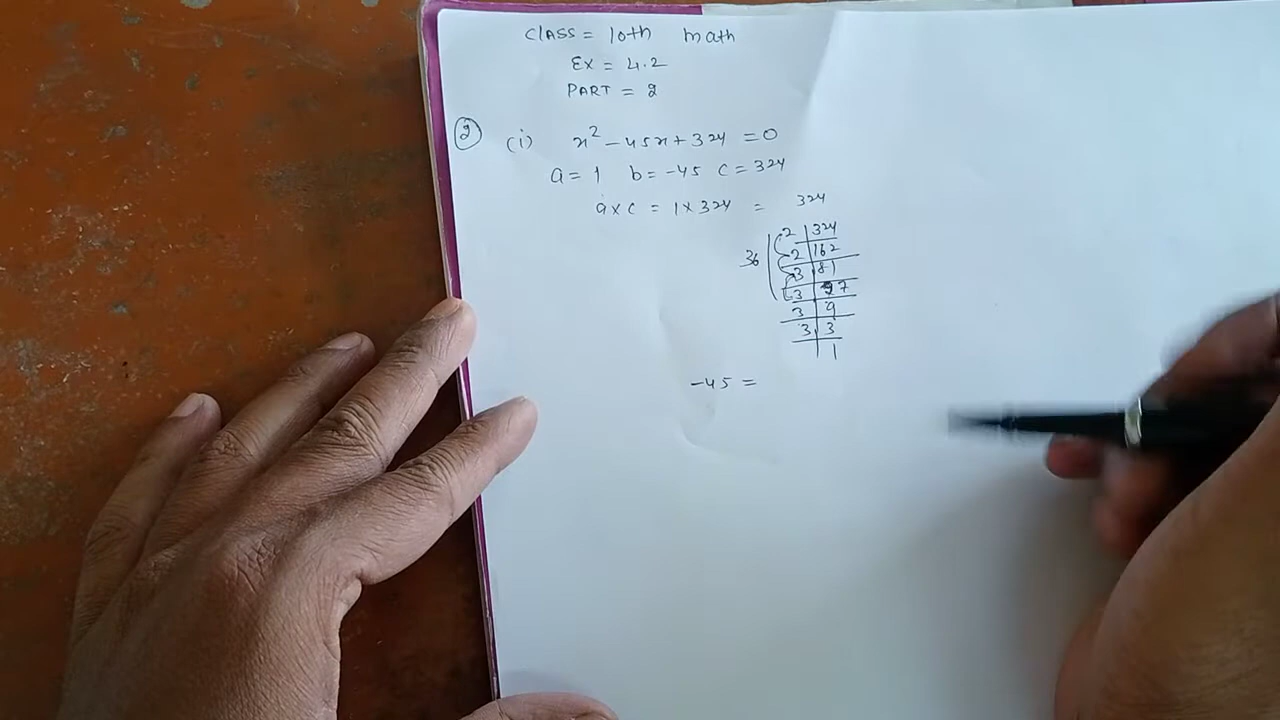 CLASS = 10th Math
Ex = 4.2
PART = 2
2 (i) x² - 45x + 324 = 0
a = 1 b = -45 c = 324
a x c = 1 x 324 = 324
2 | 324
36 2 | 162
3 | 81
3 | 27
3 | 9
3 | 3
| 1
-45 =